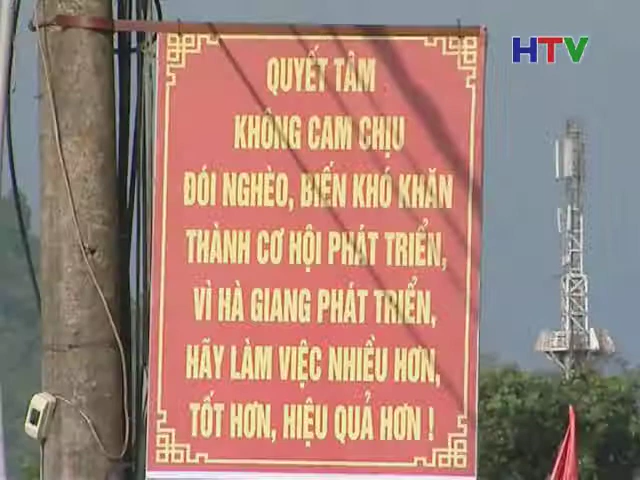 HTV
QUYẾT TÂM
KHÔNG CAM CHỊU
ĐÓI NGHÈO, BIẾN KHÓ KHĂN
THÀNH CƠ HỘI PHÁT TRIỂN,
VÌ HÀ GIANG PHÁT TRIỂN,
HÃY LÀM VIỆC NHIỀU HƠN,
TỐT HƠN, HIỆU QUẢ HƠN !